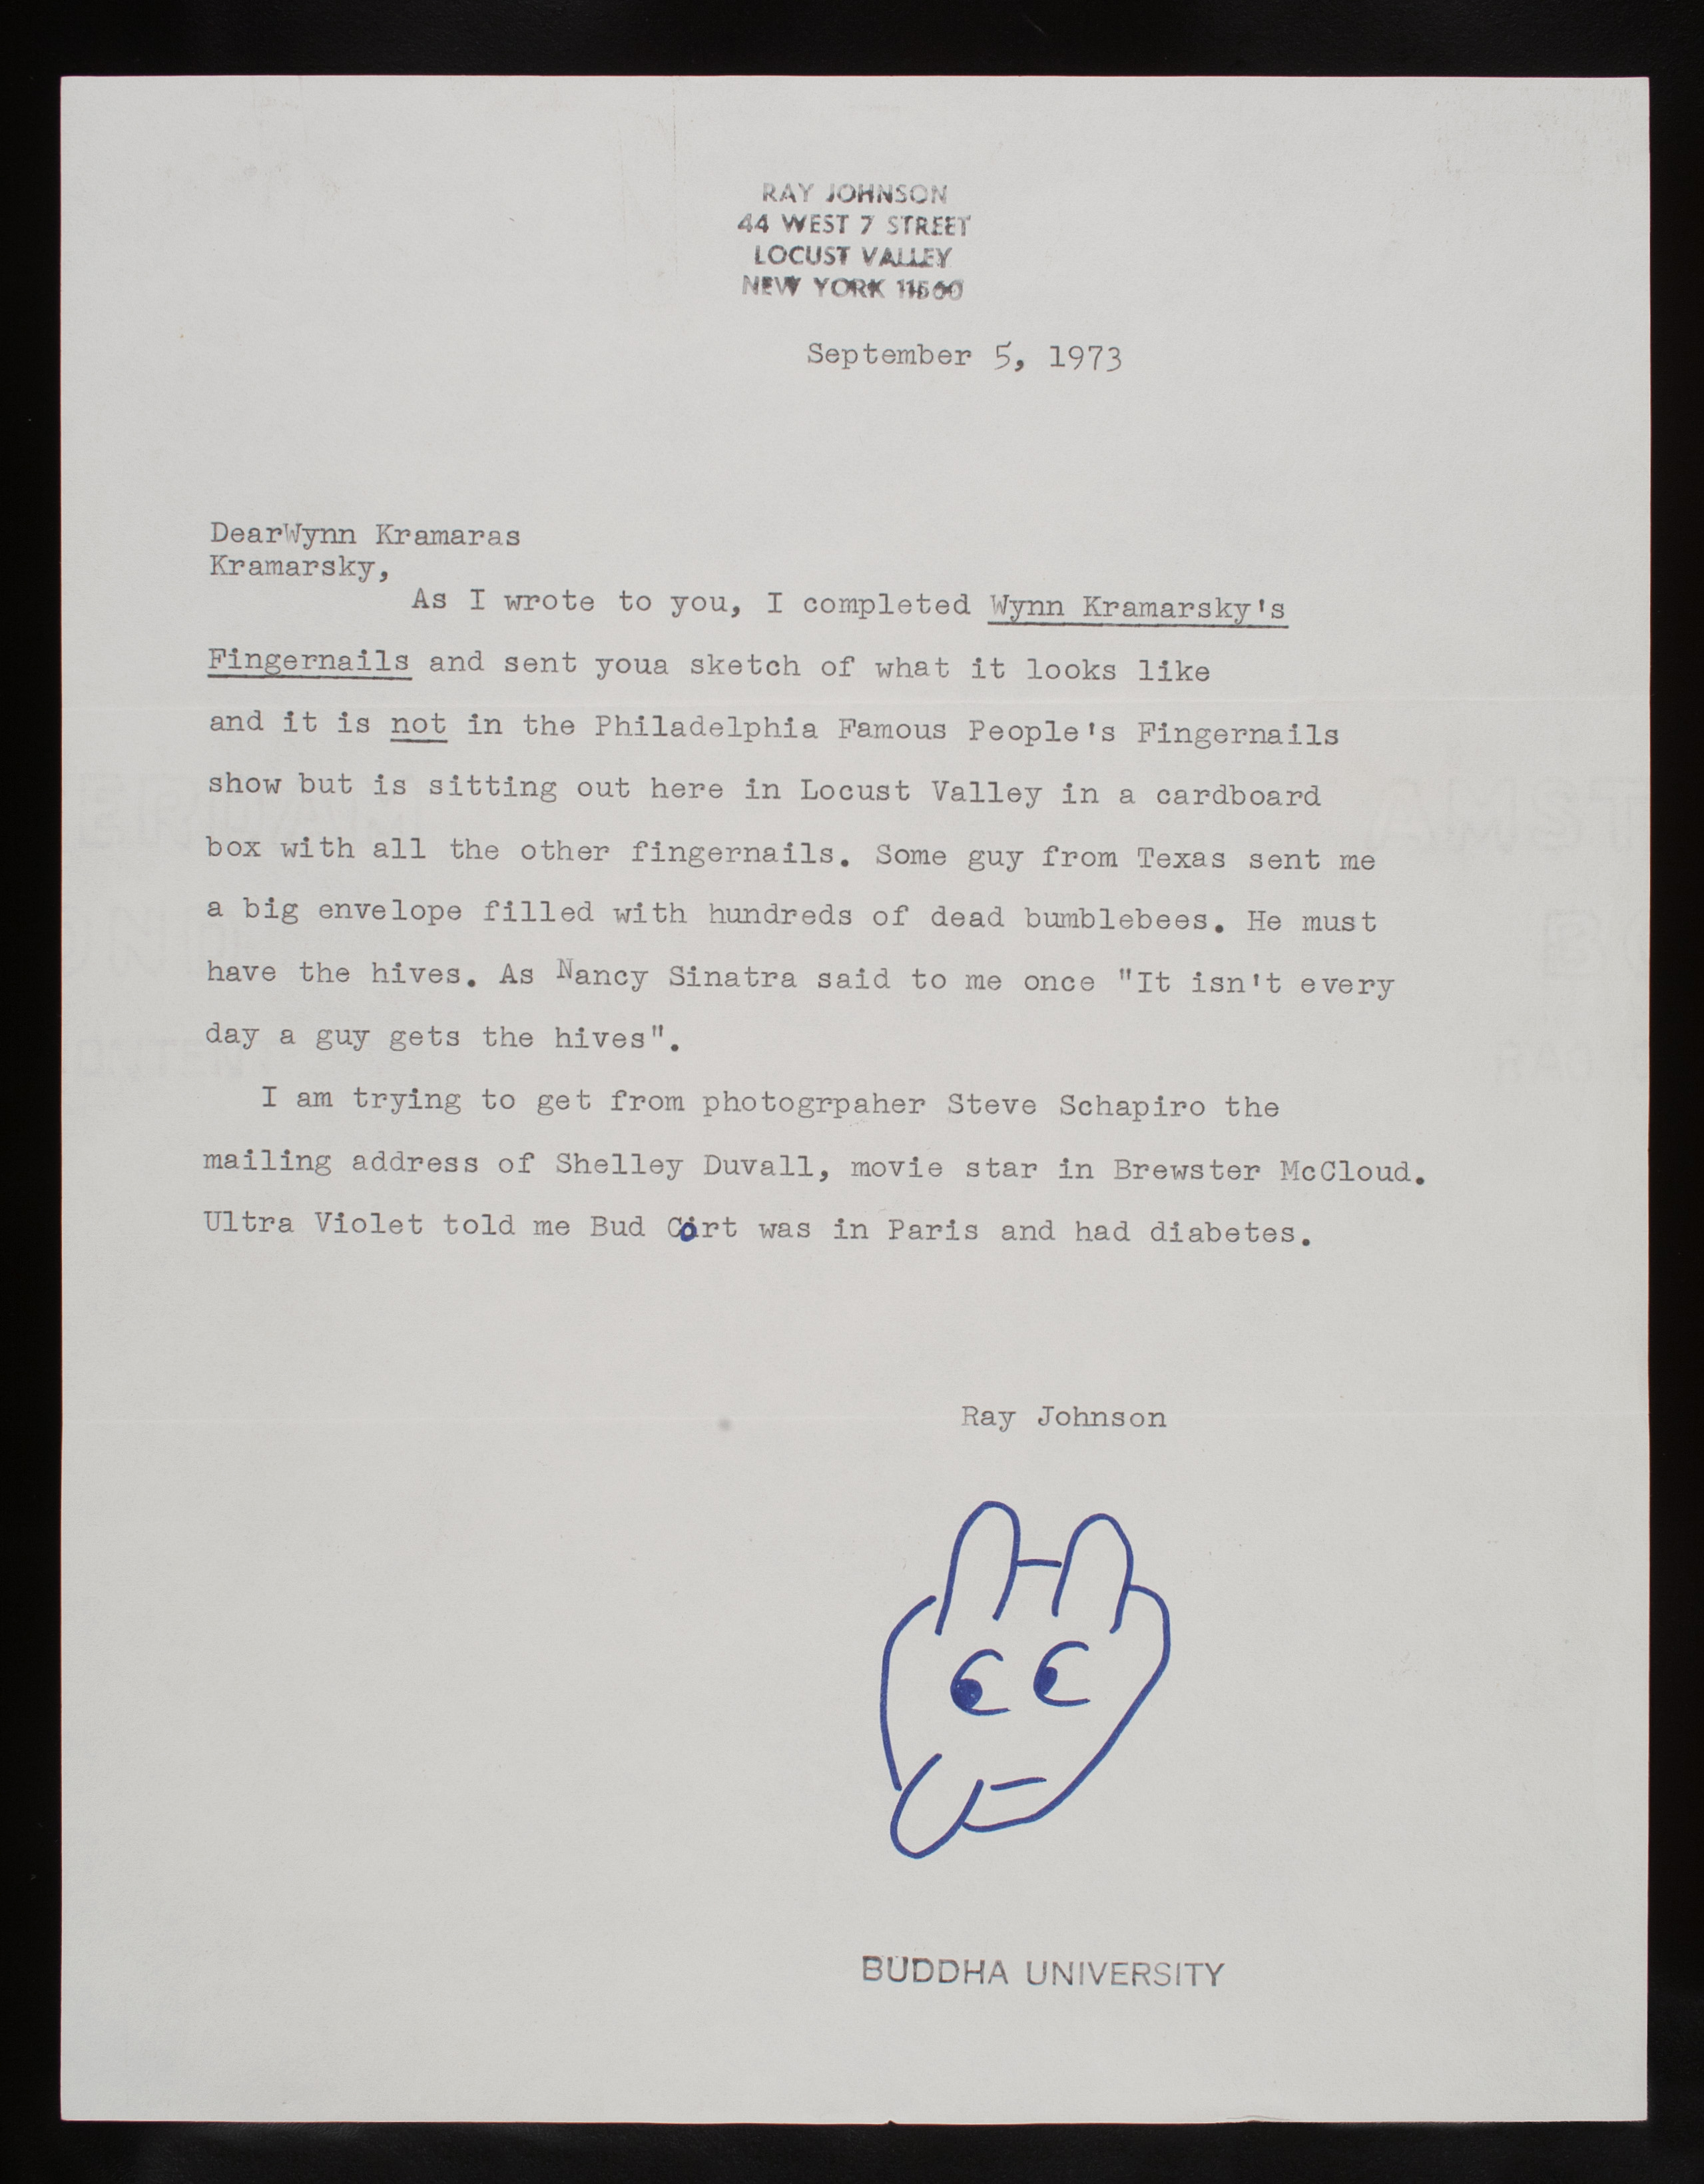 RAY JOHNSON
44 WEST 7 STREET
LOCUST VALLEY
NEW YORK 11560
September 5, 1973
DearWynn Kramaras
Kramarsky,
As I wrote to you, I completed Wynn Kramarsky's
Fingernails and sent youa sketch of what it looks like
and it is not in the Philadelphia Famous People's Fingernails
show but is sitting out here in Locust Valley in a cardboard
box with all the other fingernails. Some guy from Texas sent me
a big envelope filled with hundreds of dead bumblebees. He must
have the hives. As Nancy Sinatra said to me once "It isn't every
day a guy gets the hives".
I am trying to get from photogrpaher Steve Schapiro the
mailing address of Shelley Duvall, movie star in Brewster McCloud.
Ultra Violet told me Bud Cort was in Paris and had diabetes.
Ray Johnson
BUDDHA UNIVERSITY